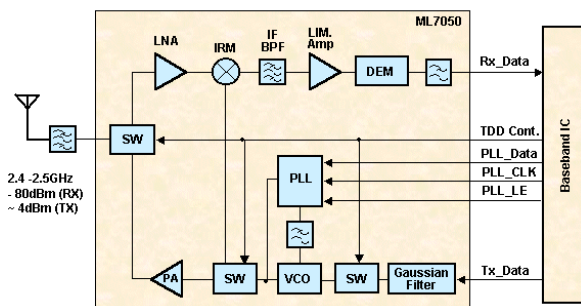 ML7050
LNA
IRM
IF
BPF
LIM.
Amp
DEM
Rx_Data
SW
TDD Cont.
2.4 -2.5GHz
- 80dBm (RX)
~ 4dBm (TX)
PLL
PLL_Data
PLL_CLK
PLL_LE
Baseband IC
PA
SW
VCO
SW
Gaussian
Filter
Tx_Data